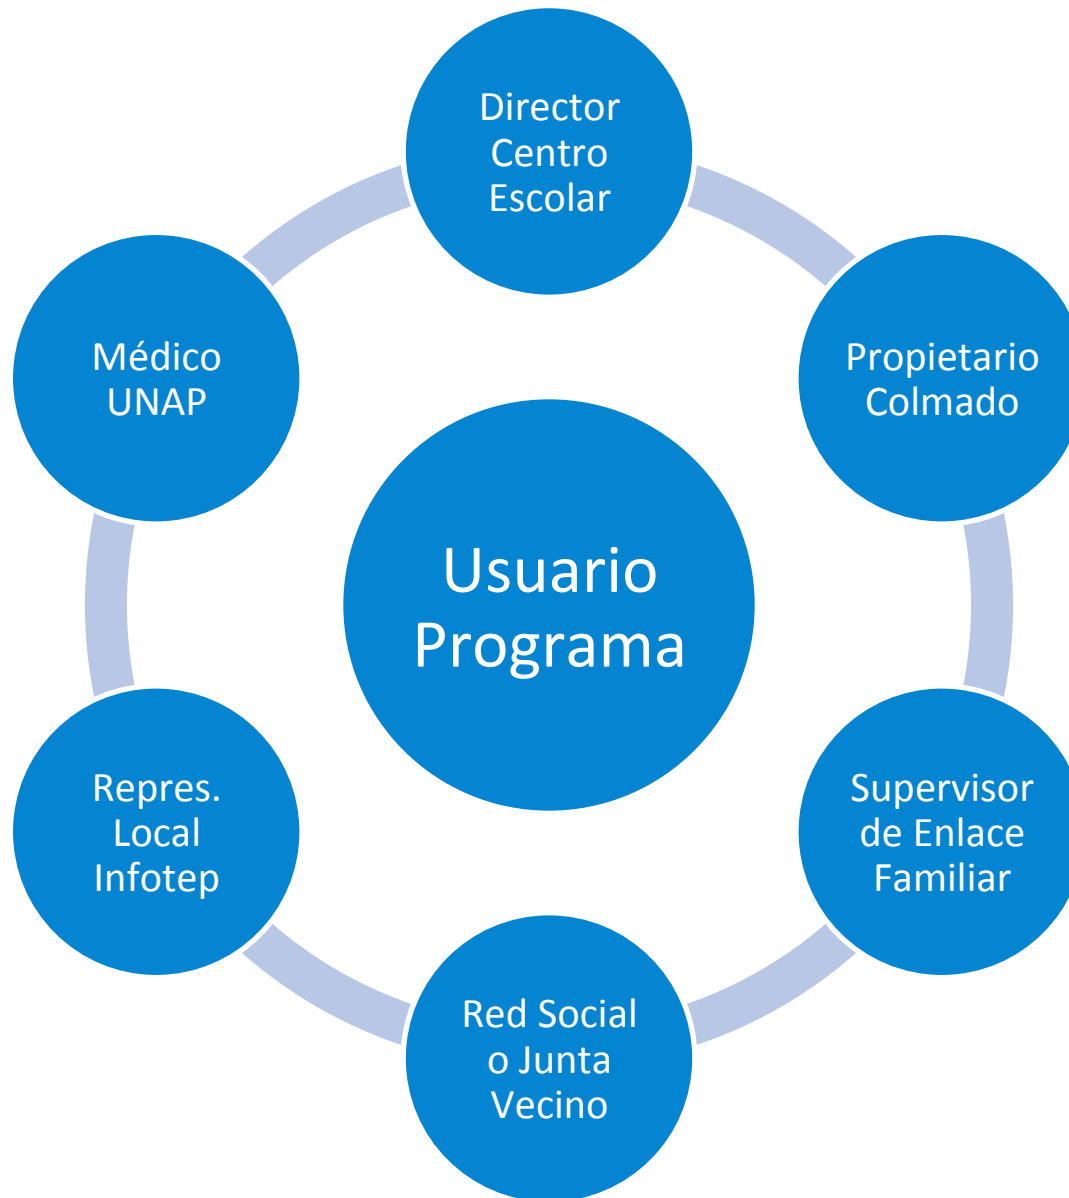 Director
Centro
Escolar
Propietario
Colmado
Supervisor
de Enlace
Familiar
Red Social
o Junta
Vecino
Repres.
Local
Infotep
Médico
UNAP
Usuario
Programa